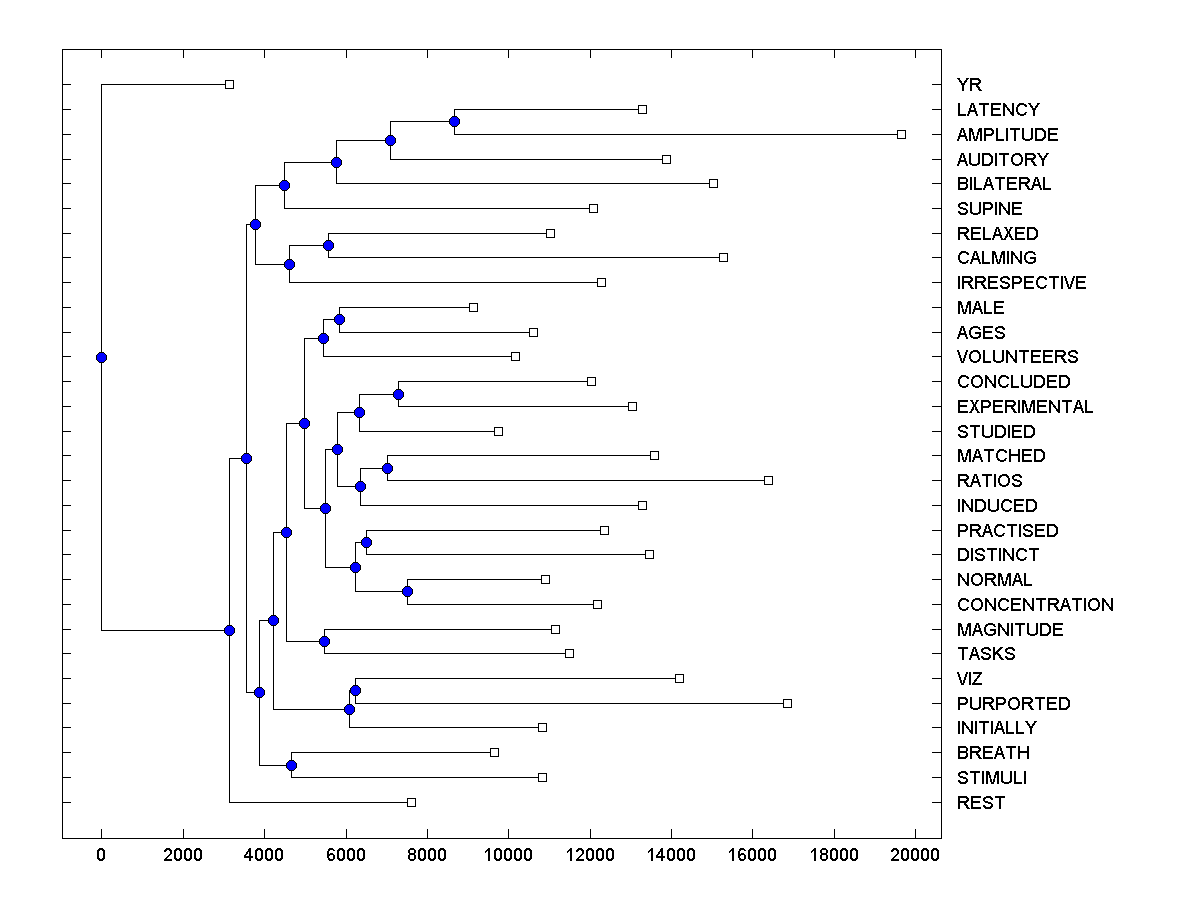 YR
LATENCY
AMPLITUDE
AUDITORY
BILATERAL
SUPINE
RELAXED
CALMING
IRRESPECTIVE
MALE
AGES
VOLUNTEERS
CONCLUDED
EXPERIMENTAL
STUDIED
MATCHED
RATIOS
INDUCED
PRACTISED
DISTINCT
NORMAL
CONCENTRATION
MAGNITUDE
TASKS
VIZ
PURPORTED
INITIALLY
BREATH
STIMULI
REST
0 2000 4000 6000 8000 10000 12000 14000 16000 18000 20000